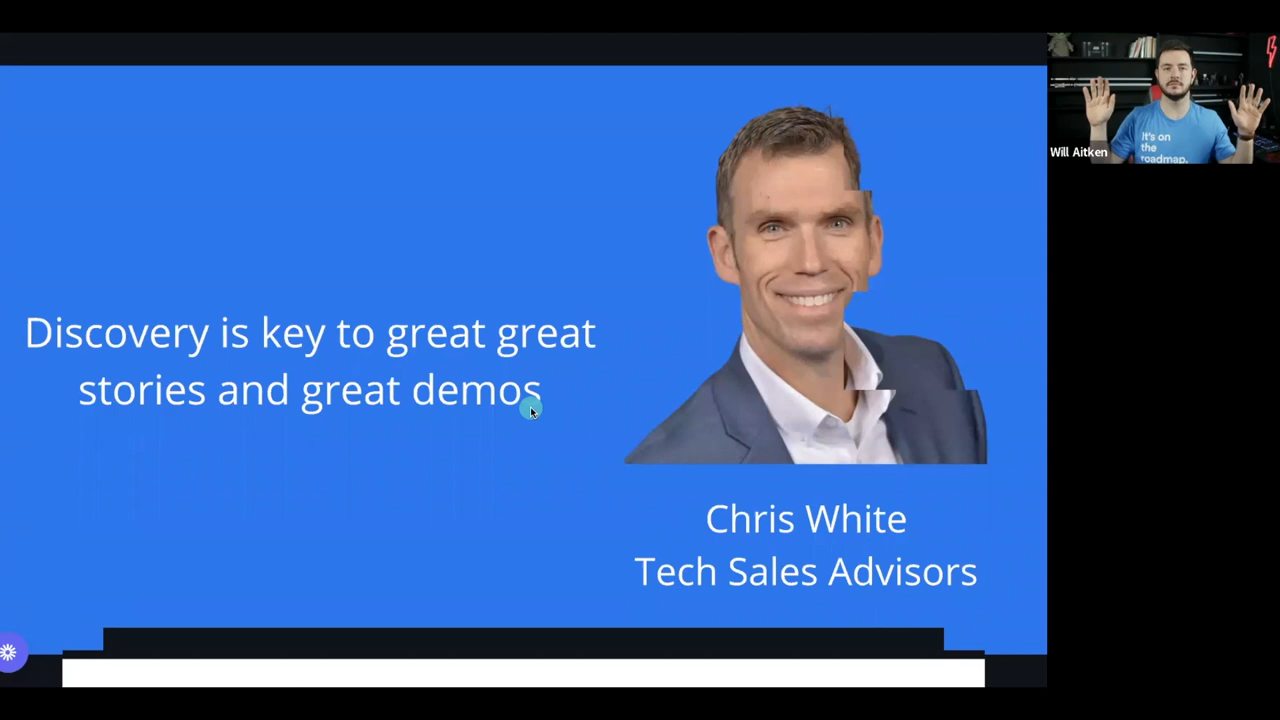 Discovery is key to great great
stories and great demos
Chris White
Tech Sales Advisors
Will Aitken
It's on
the
roadmap.